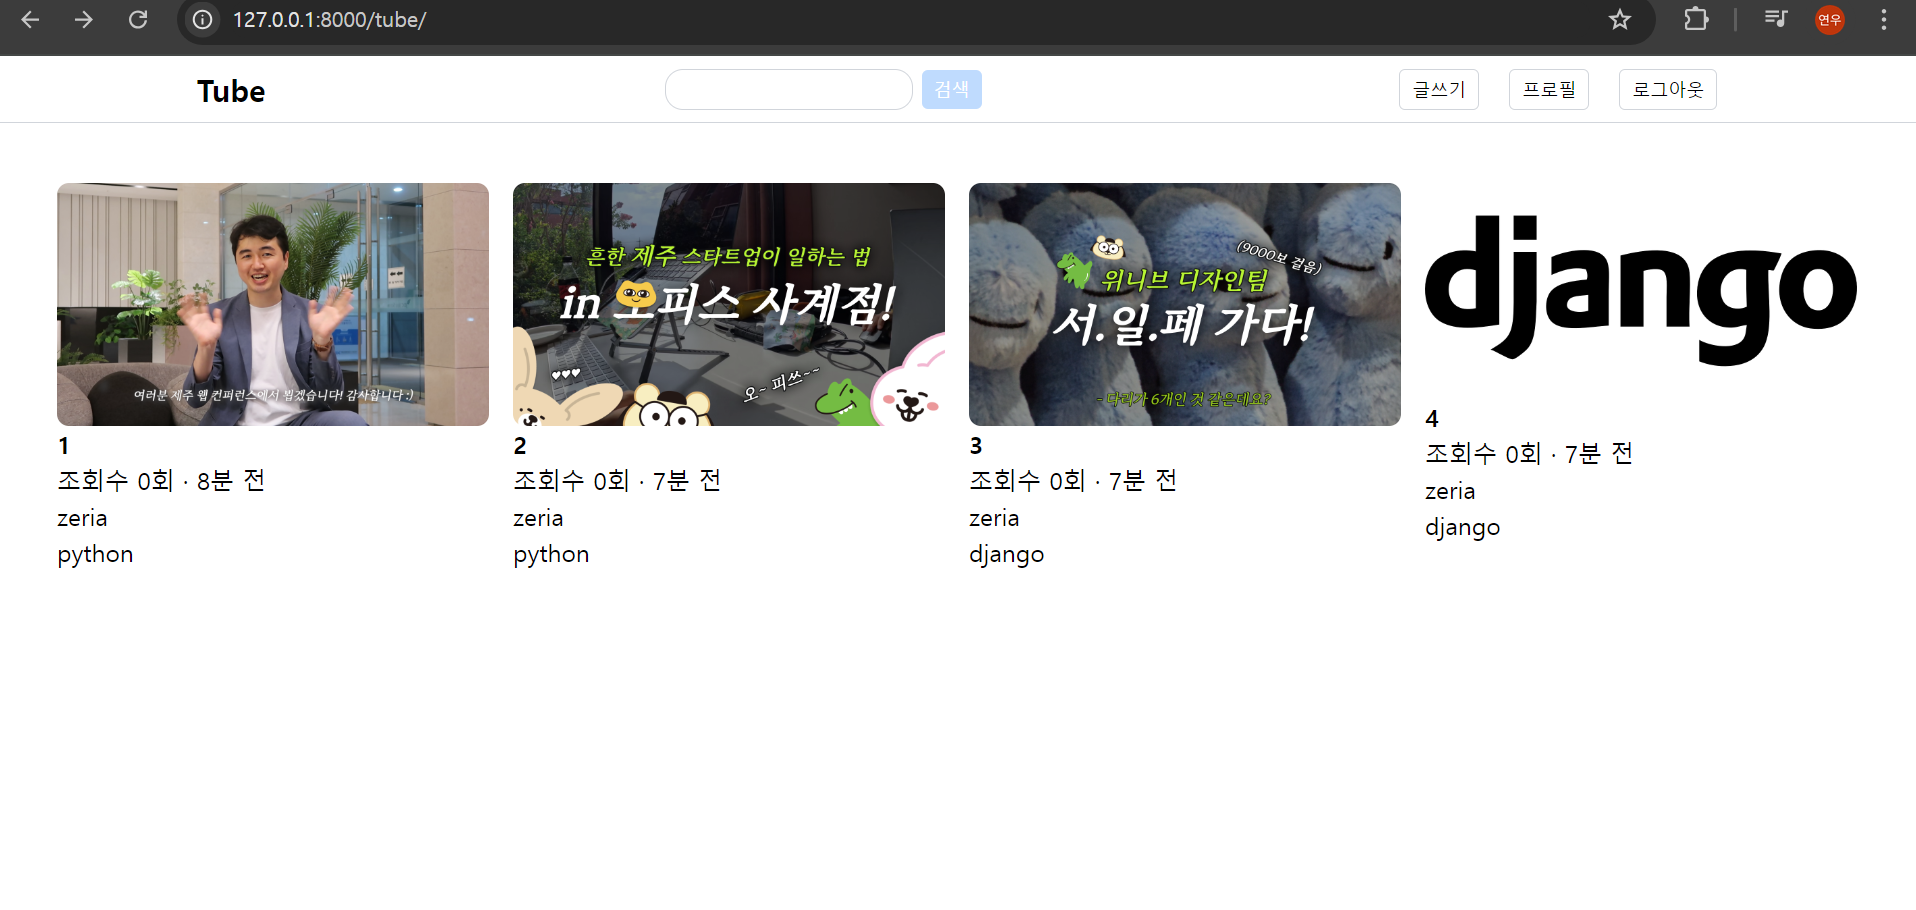 127.0.0.1:8000/tube/
연우
Tube
검색
글쓰기
프로필
로그아웃
여러분 제주 웹 컨퍼런스에서 뵙겠습니다! 감사합니다 :)
1
조회수 0회 · 8분 전
zeria
python
흔한 제주 스타트업이 일하는 법
in 오피스 사계점!
오~ 피쓰~~
2
조회수 0회 · 7분 전
zeria
python
(9000보 걸음)
위니브 디자인팀
서.일.페 가다!
- 다리가 6개인 것 같은데요?
3
조회수 0회 · 7분 전
zeria
django
django
4
조회수 0회 · 7분 전
zeria
django